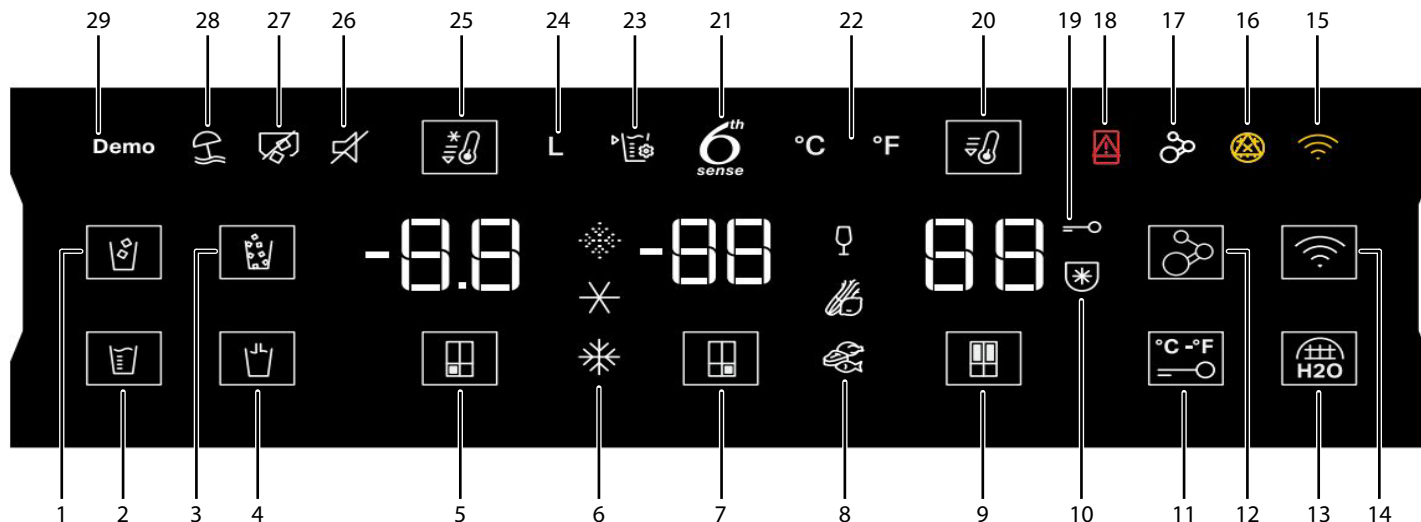 29 28 27 26 25 24 23 21 22 20 19 18 17 16 15
Demo L 6th sense °C °F
-8.8 -88 88
°C -°F
H2O
1 2 3 4 5 6 7 8 9 10 11 12 13 14